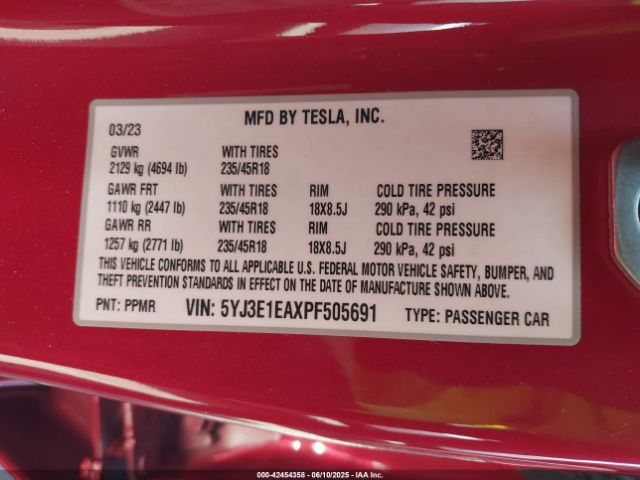 MFD BY TESLA, INC.
03/23
GVWR WITH TIRES
2129 kg (4694 lb) 235/45R18
GAWR FRT WITH TIRES RIM COLD TIRE PRESSURE
1110 kg (2447 lb) 235/45R18 18X8.5J 290 kPa, 42 psi
GAWR RR WITH TIRES RIM COLD TIRE PRESSURE
1257 kg (2771 lb) 235/45R18 18X8.5J 290 kPa, 42 psi
THIS VEHICLE CONFORMS TO ALL APPLICABLE U.S. FEDERAL MOTOR VEHICLE SAFETY, BUMPER, AND
THEFT PREVENTION STANDARDS IN EFFECT ON THE DATE OF MANUFACTURE SHOWN ABOVE.
PNT: PPMR VIN: 5YJ3E1EAXPF505691 TYPE: PASSENGER CAR
000-42454358 - 06/10/2025 - IAAI.COM